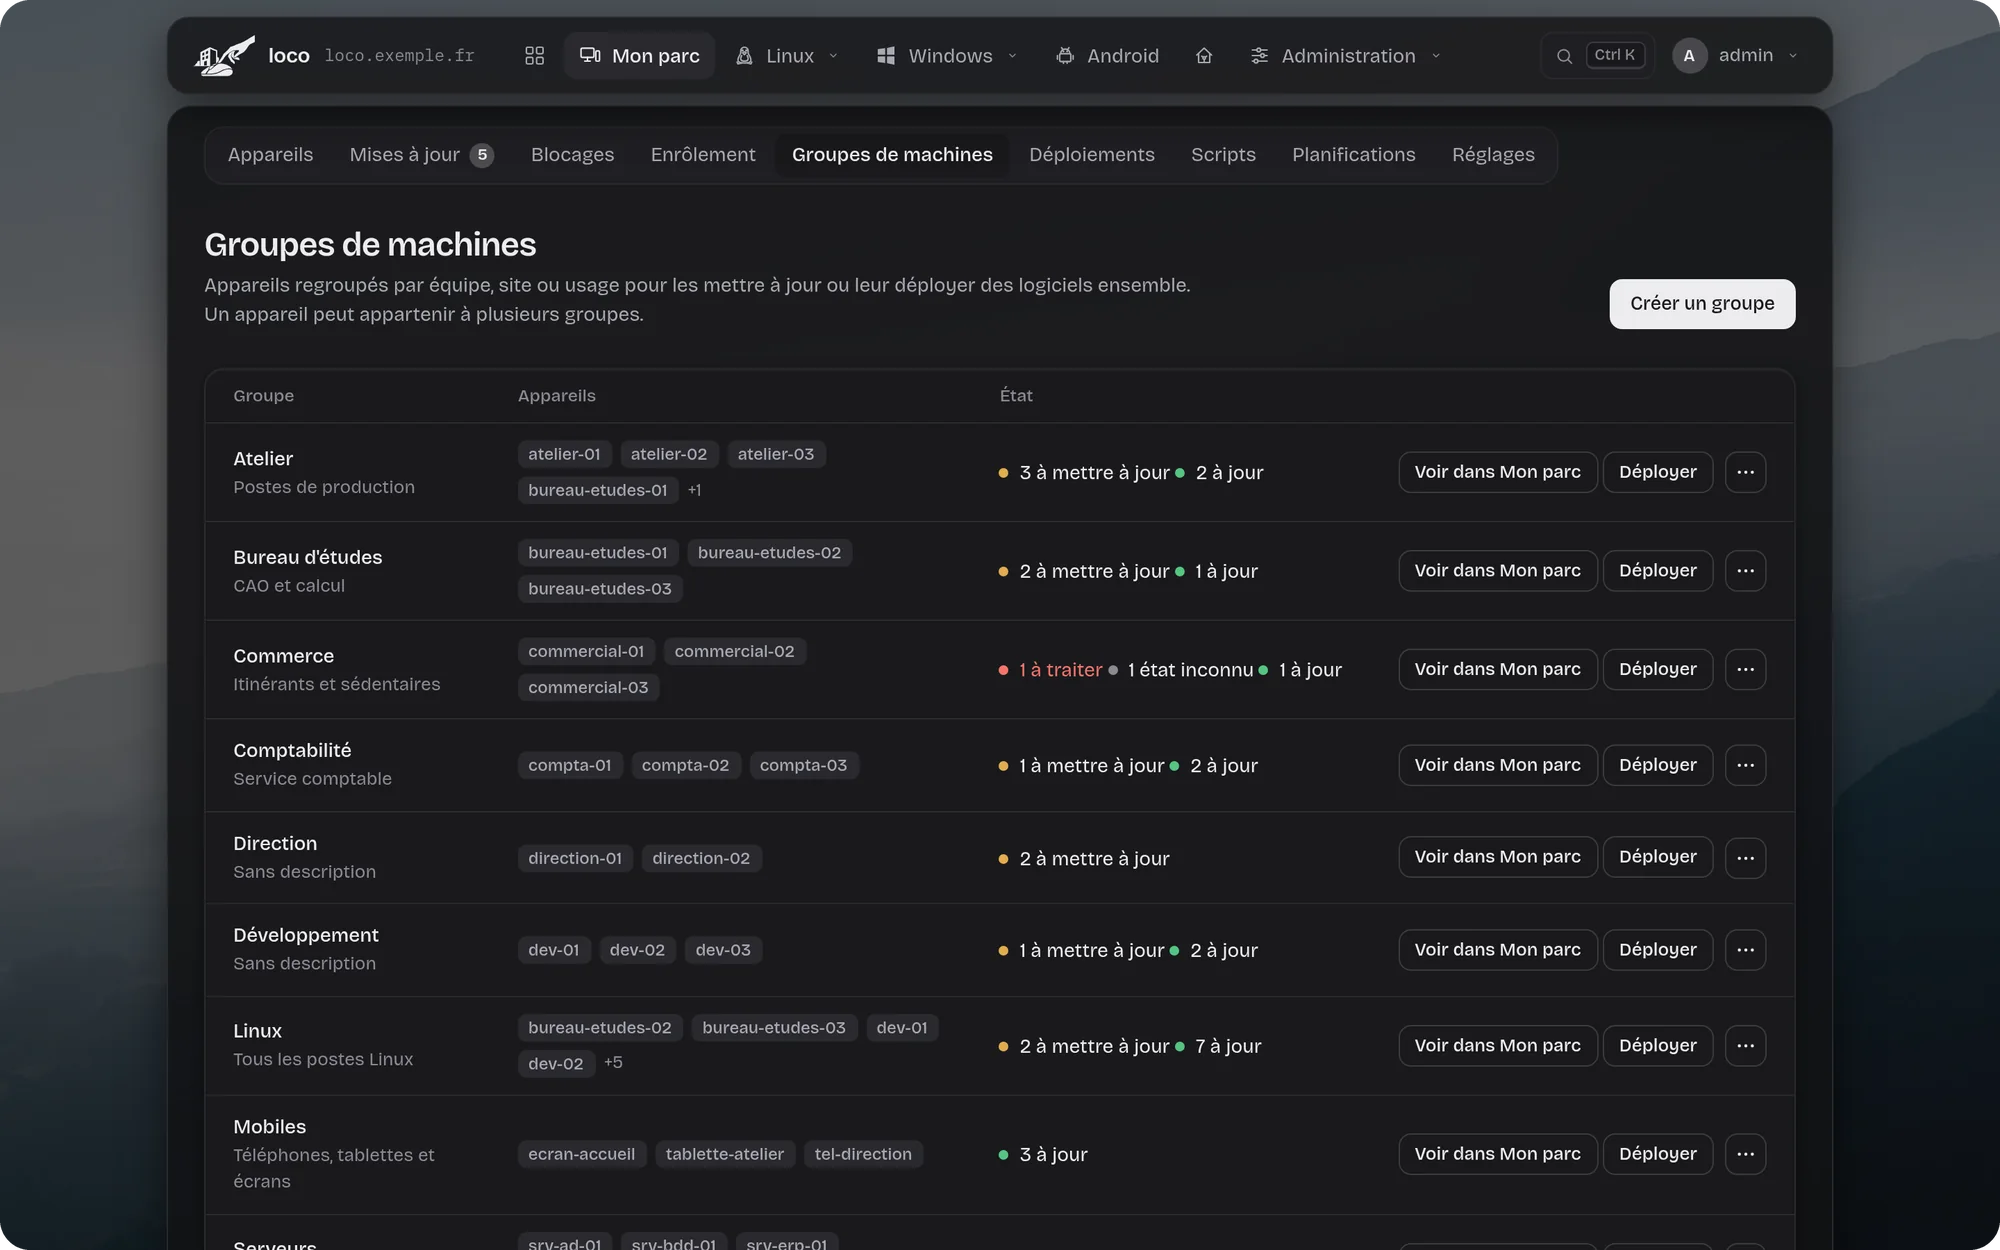 loco loco.exemple.fr Mon parc Linux Windows Android Administration Ctrl K A admin
Appareils Mises à jour 5 Blocages Enrôlement Groupes de machines Déploiements Scripts Planifications Réglages
Groupes de machines
Appareils regroupés par équipe, site ou usage pour les mettre à jour ou leur déployer des logiciels ensemble.
Un appareil peut appartenir à plusieurs groupes.
Créer un groupe
Groupe Appareils État
Atelier
Postes de production
atelier-01 atelier-02 atelier-03
bureau-etudes-01 +1
3 à mettre à jour 2 à jour
Voir dans Mon parc Déployer
Bureau d'études
CAO et calcul
bureau-etudes-01 bureau-etudes-02
bureau-etudes-03
2 à mettre à jour 1 à jour
Voir dans Mon parc Déployer
Commerce
Itinérants et sédentaires
commercial-01 commercial-02
commercial-03
1 à traiter 1 état inconnu 1 à jour
Voir dans Mon parc Déployer
Comptabilité
Service comptable
compta-01 compta-02 compta-03
1 à mettre à jour 2 à jour
Voir dans Mon parc Déployer
Direction
Sans description
direction-01 direction-02
2 à mettre à jour
Voir dans Mon parc Déployer
Développement
Sans description
dev-01 dev-02 dev-03
1 à mettre à jour 2 à jour
Voir dans Mon parc Déployer
Linux
Tous les postes Linux
bureau-etudes-02 bureau-etudes-03 dev-01
dev-02 +5
2 à mettre à jour 7 à jour
Voir dans Mon parc Déployer
Mobiles
Téléphones, tablettes et
écrans
ecran-accueil tablette-atelier tel-direction
3 à jour
Voir dans Mon parc Déployer
Serveurs
srv-ad-01 srv-bdd-01 srv-erp-01